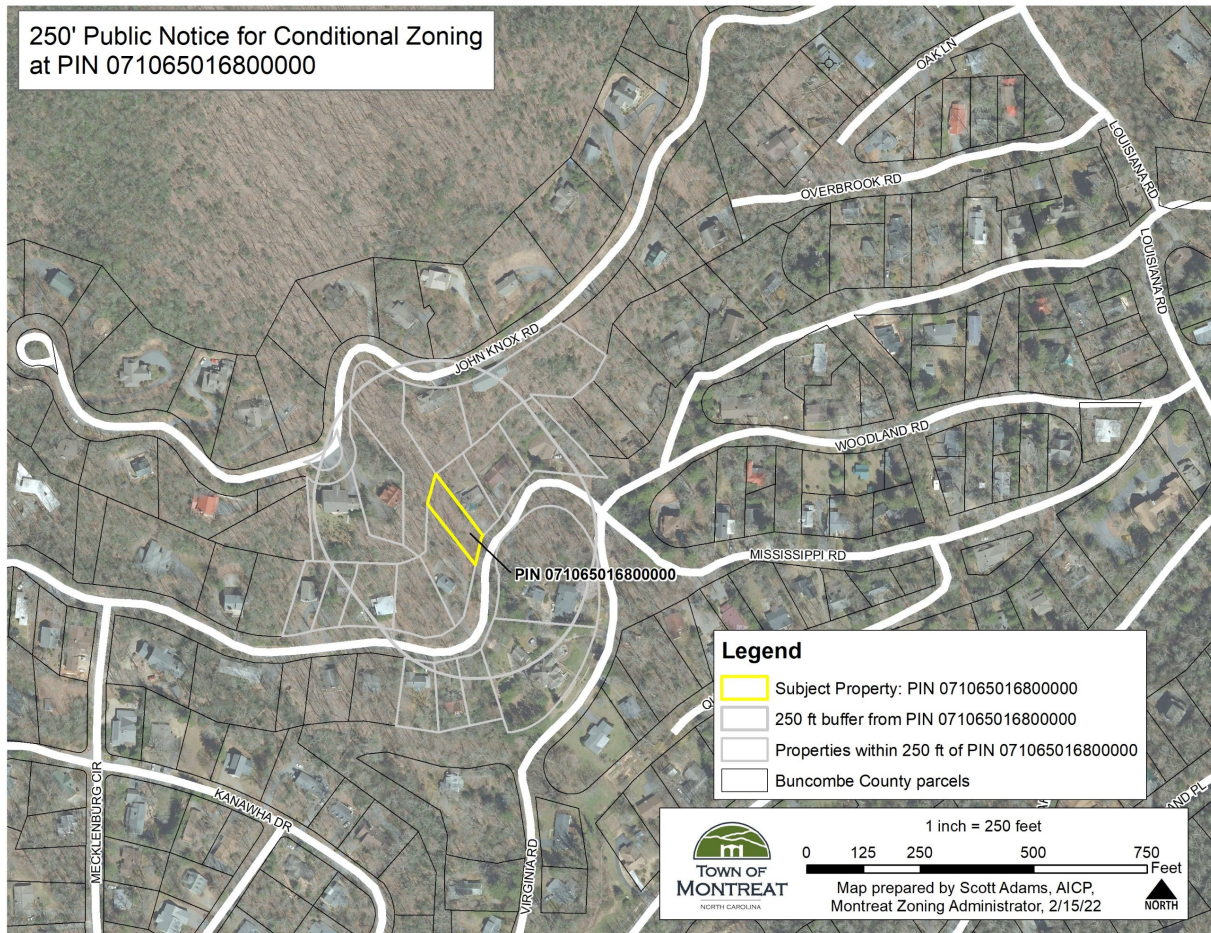 250' Public Notice for Conditional Zoning
at PIN 071065016800000
OAK LN
LOUISIANA RD
OVERBROOK RD
LOUISIANA RD
JOHN KNOX RD
WOODLAND RD
MISSISSIPPI RD
PIN 071065016800000
MECKLENBURG CIR
KANAWHA DR
VIRGINIA RD
Legend
Subject Property: PIN 071065016800000
250 ft buffer from PIN 071065016800000
Properties within 250 ft of PIN 071065016800000
Buncombe County parcels
AND PL
TOWN OF
MONTREAT
NORTH CAROLINA
1 inch = 250 feet
0 125 250 500 750
Feet
Map prepared by Scott Adams, AICP,
Montreat Zoning Administrator, 2/15/22
NORTH